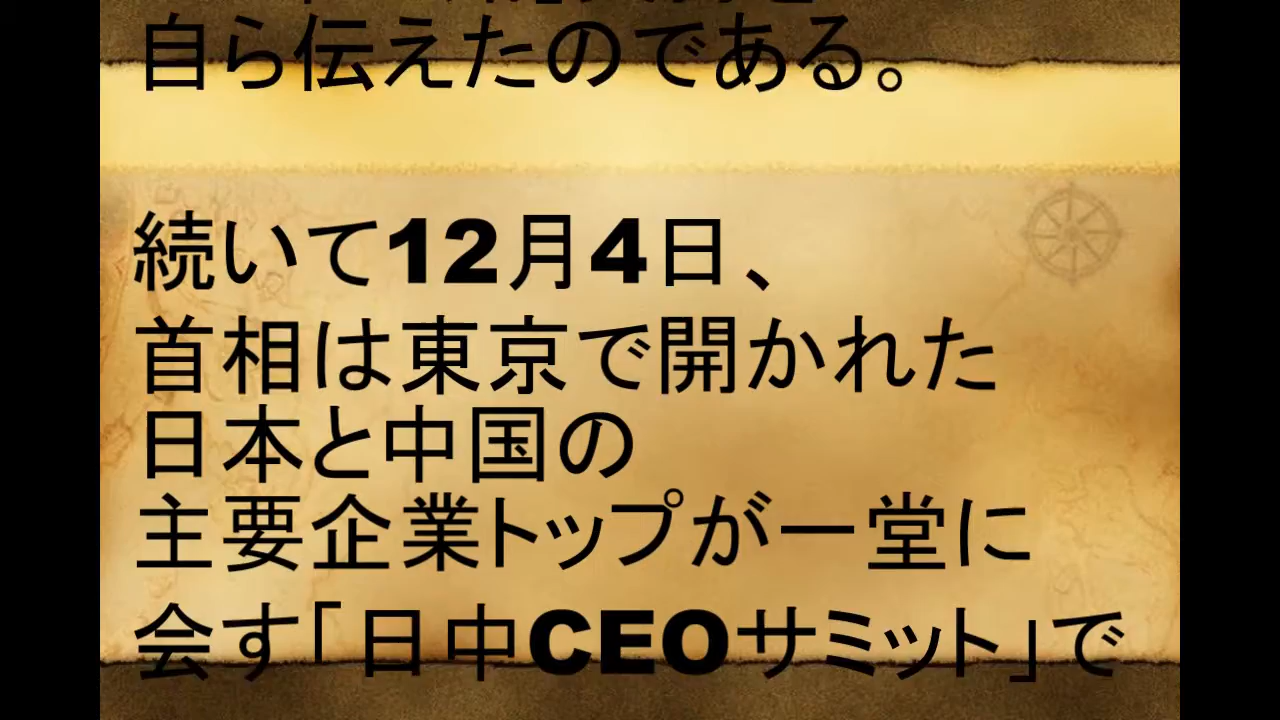 自ら伝えたのである。
続いて12月4日、
首相は東京で開かれた
日本と中国の
主要企業トップが一堂に
会す「日中CEOサミット」で